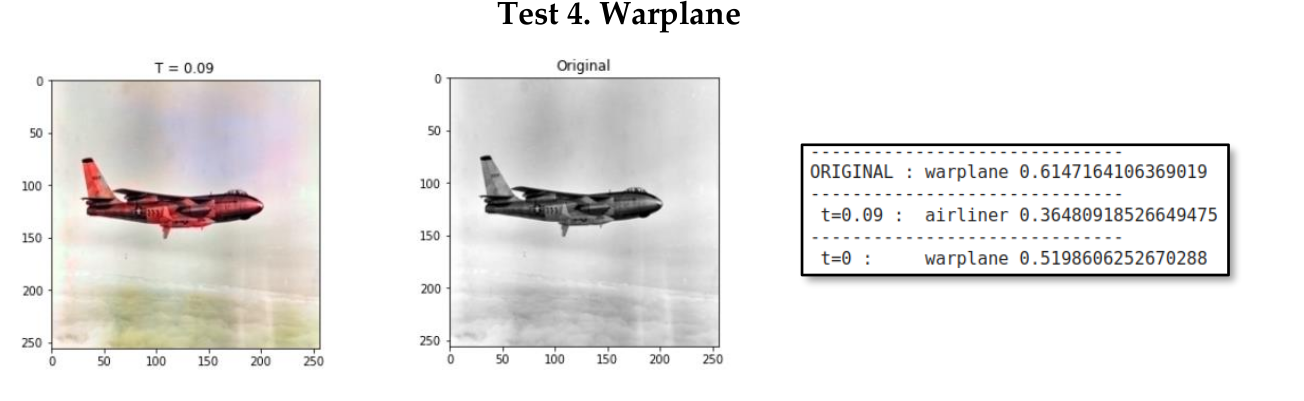 Test 4. Warplane
T = 0.09
0
50
100
150
200
250
0 50 100 150 200 250
Original
0
50
100
150
200
250
0 50 100 150 200 250
------------------------------
ORIGINAL : warplane 0.6147164106369019
------------------------------
t=0.09 : airliner 0.36480918526649475
------------------------------
t=0 : warplane 0.5198606252670288